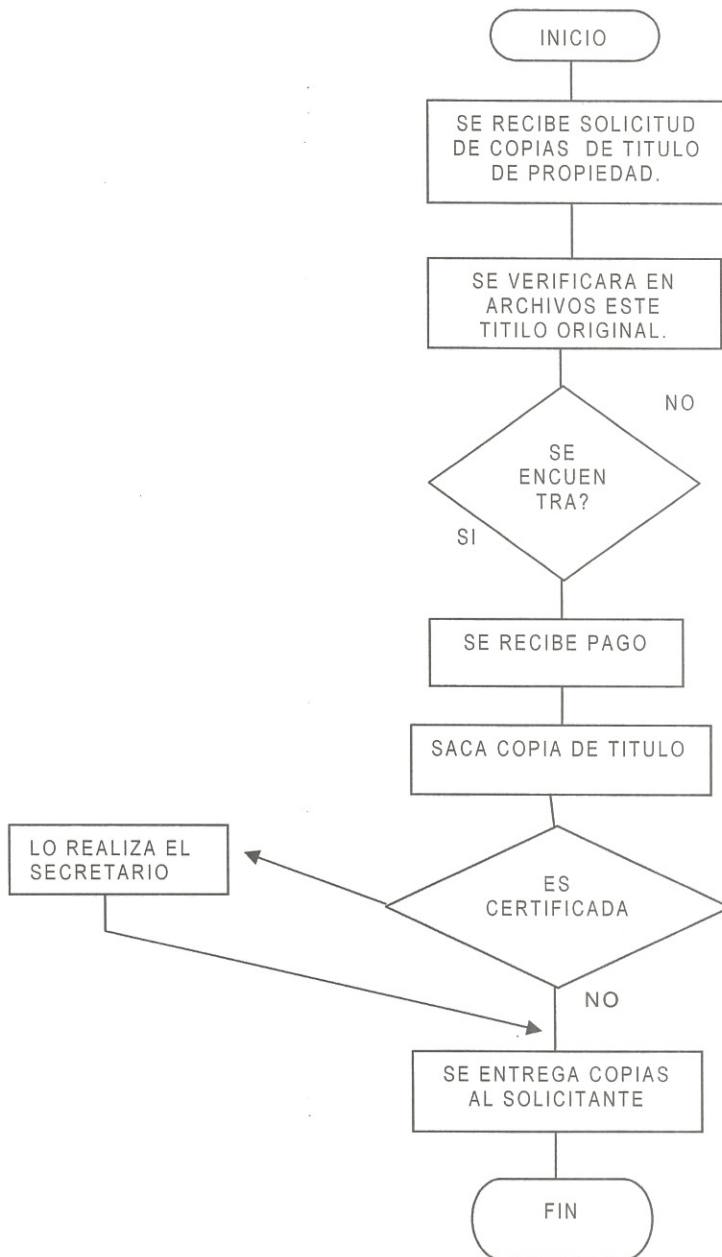 INICIO
SE RECIBE SOLICITUD
DE COPIAS DE TITULO
DE PROPIEDAD.
SE VERIFICARA EN
ARCHIVOS ESTE
TITILO ORIGINAL.
NO
SE
ENCUEN
TRA?
SI
SE RECIBE PAGO
SACA COPIA DE TITULO
LO REALIZA EL
SECRETARIO
ES
CERTIFICADA
NO
SE ENTREGA COPIAS
AL SOLICITANTE
FIN